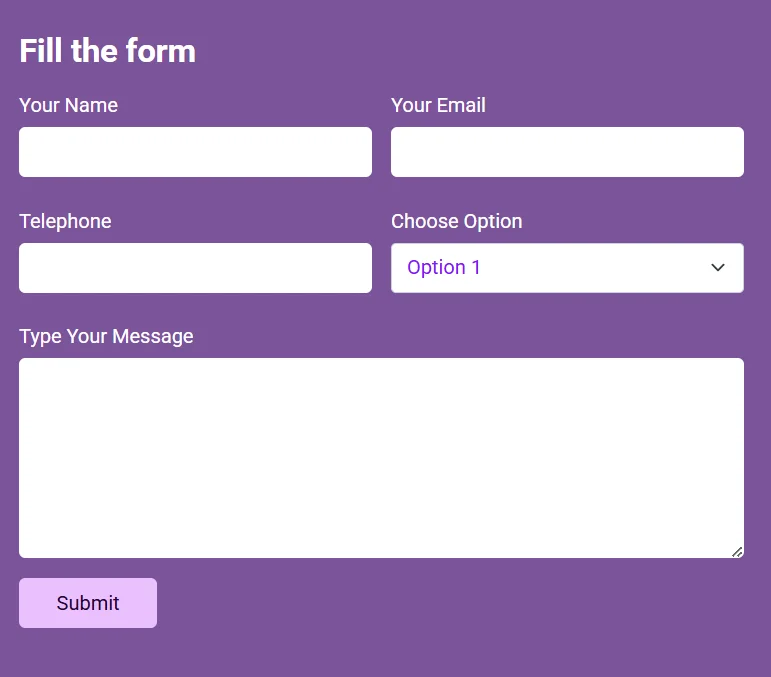 Fill the form
Your Name
Your Email
Telephone
Choose Option
Option 1
Type Your Message
Submit